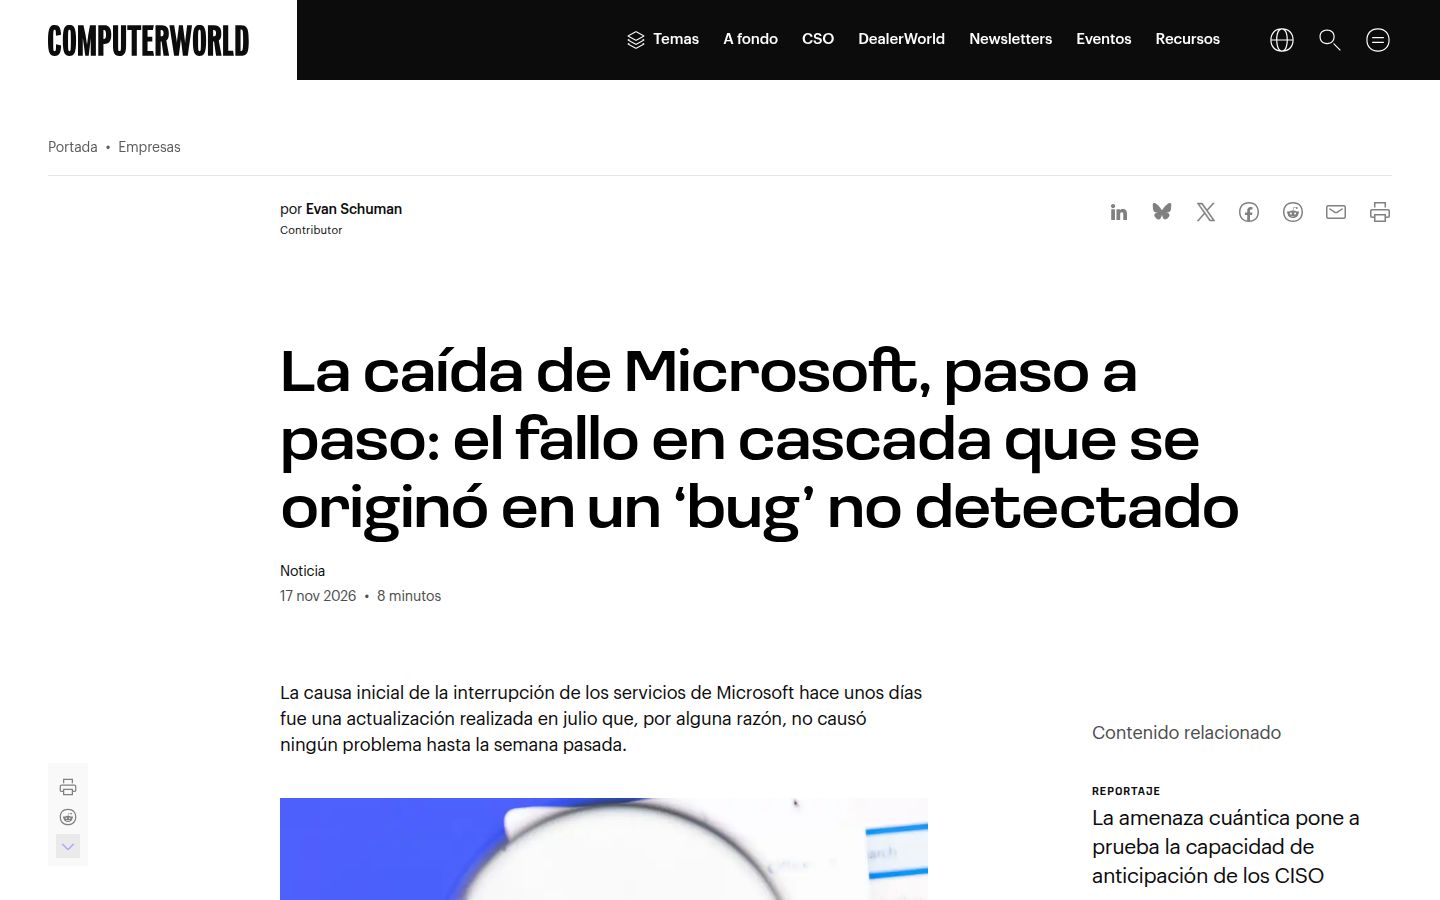 COMPUTERWORLD
Temas A fondo CSO DealerWorld Newsletters Eventos Recursos
Portada • Empresas
por Evan Schuman
Contributor
La caída de Microsoft, paso a
paso: el fallo en cascada que se
originó en un ‘bug’ no detectado
Noticia
17 nov 2026 • 8 minutos
La causa inicial de la interrupción de los servicios de Microsoft hace unos días
fue una actualización realizada en julio que, por alguna razón, no causó
ningún problema hasta la semana pasada.
Contenido relacionado
REPORTAJE
La amenaza cuántica pone a
prueba la capacidad de
anticipación de los CISO